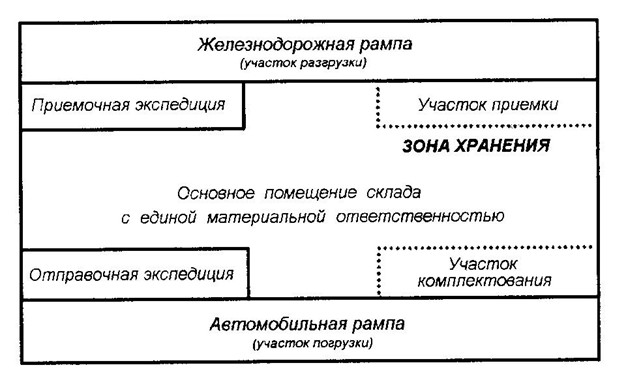 Железнодорожная рампа
(участок разгрузки)
Приемочная экспедиция
Участок приемки
ЗОНА ХРАНЕНИЯ
Основное помещение склада
с единой материальной ответственностью
Отправочная экспедиция
Участок
комплектования
Автомобильная рампа
(участок погрузки)